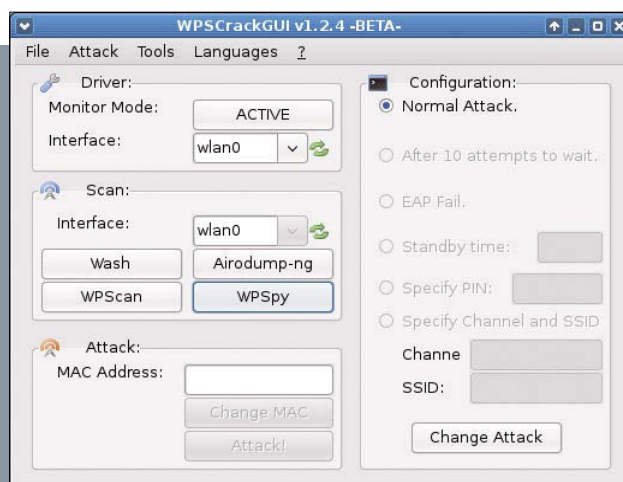 WPSCrackGUI v1.2.4 -BETA-
File Attack Tools Languages ?
Driver:
Monitor Mode: ACTIVE
Interface: wlan0
Scan:
Interface: wlan0
Wash Airodump-ng
WPScan WPSpy
Attack:
MAC Address:
Change MAC
Attack!
Configuration:
Normal Attack.
After 10 attempts to wait.
EAP Fail.
Standby time:
Specify PIN:
Specify Channel and SSID
Channe
SSID:
Change Attack